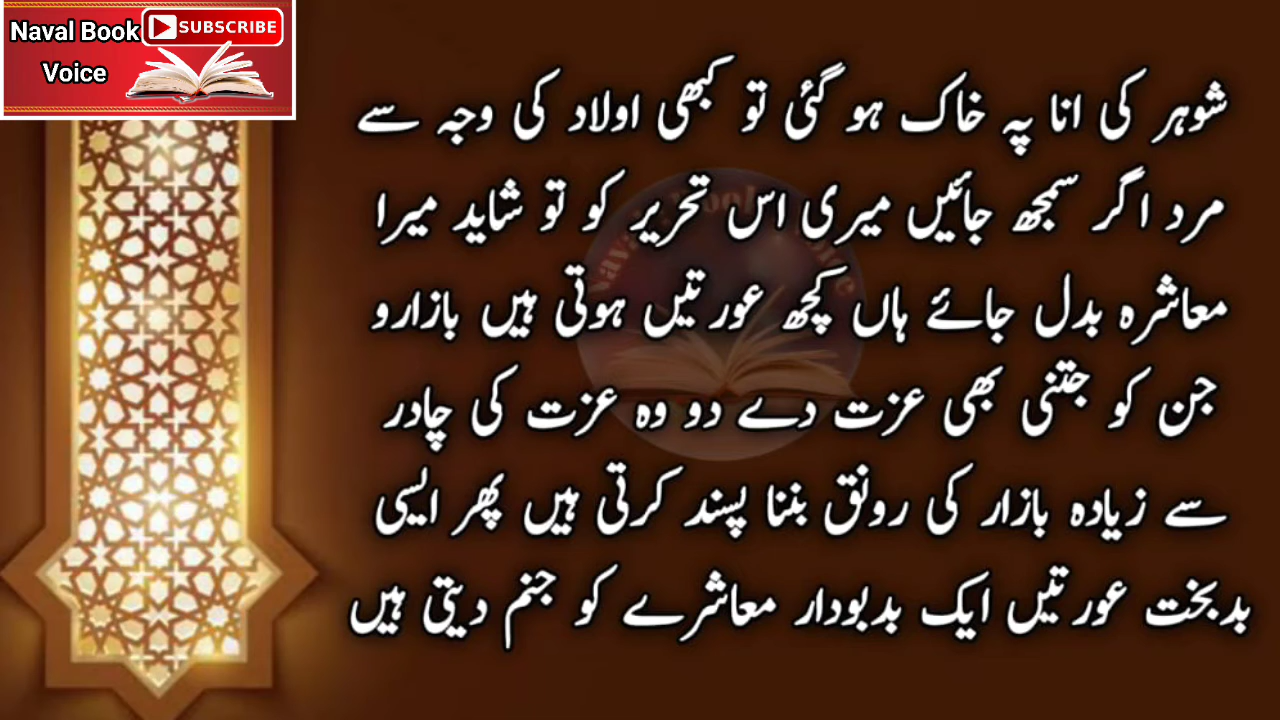 Naval Book
SUBSCRIBE
Voice
شوہر کی انا پہ خاک ہو گئی تو کبھی اولاد کی وجہ سے
مرد اگر سمجھ جائیں میری اس تحریر کو تو شاید میرا
معاشرہ بدل جائے ہاں کچھ عورتیں ہوتی ہیں بازارو
جن کو جتنی بھی عزت دے دو وہ عزت کی چادر
سے زیادہ بازار کی رونق بننا پسند کرتی ہیں پھر ایسی
بدبخت عورتیں ایک بدبودار معاشرے کو جنم دیتی ہیں